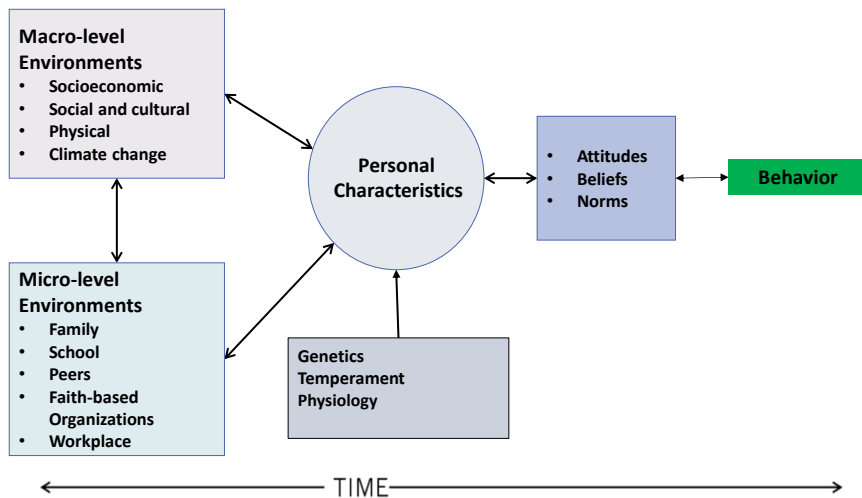 Macro-level
Environments
• Socioeconomic
• Social and cultural
• Physical
• Climate change
Micro-level
Environments
• Family
• School
• Peers
• Faith-based
Organizations
• Workplace
Personal
Characteristics
Genetics
Temperament
Physiology
• Attitudes
• Beliefs
• Norms
Behavior
TIME